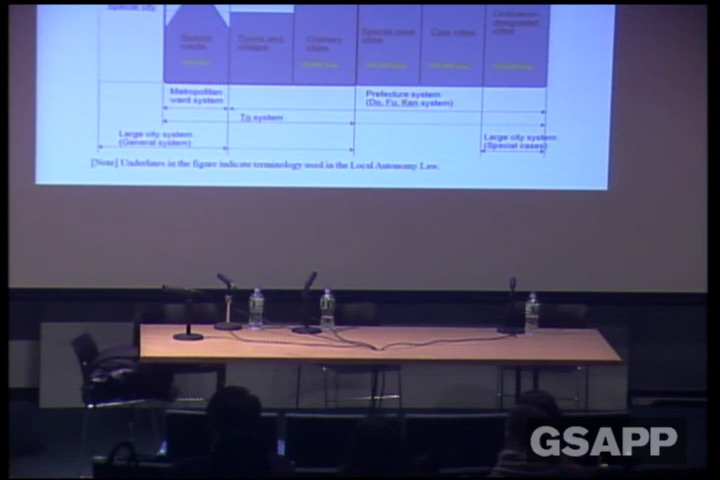 special city
Special
wards
Towns and
villages
Ordinary
cities
Special case
cities
Core cities
Ordinance-
designated
cities
Metropolitan
ward system
Prefecture system
(Do, Fu, Ken system)
To system
Large city system
(General system)
Large city system
(Special cases)
[Note] Underlines in the figure indicate terminology used in the Local Autonomy Law.
GSAPP